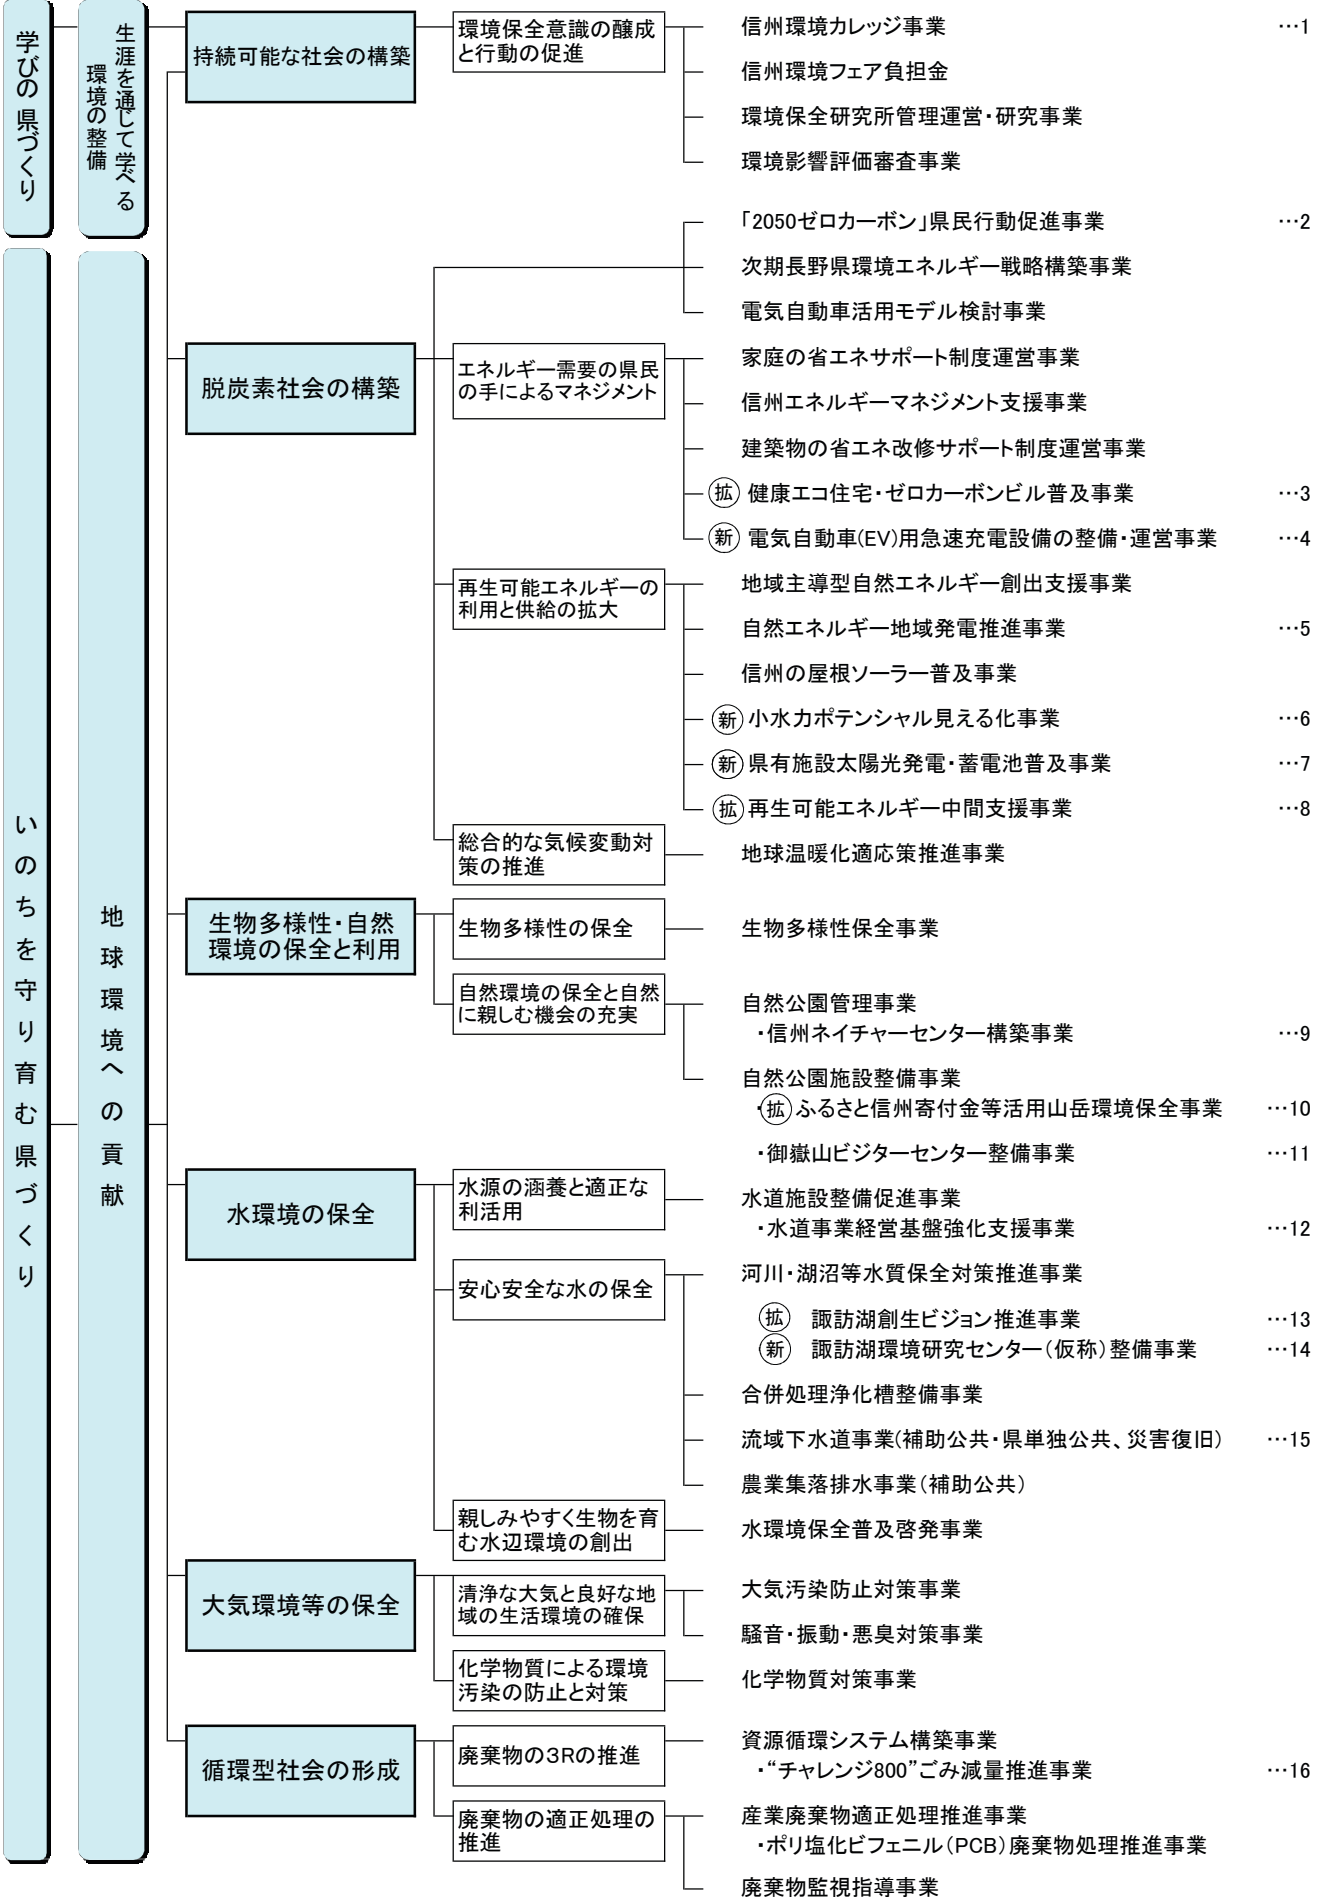 学びの県づくり
生涯を通じて学べる
環境の整備
持続可能な社会の構築
環境保全意識の醸成
と行動の促進
信州環境カレッジ事業 …1
信州環境フェア負担金
環境保全研究所管理運営・研究事業
環境影響評価審査事業
いのちを守り育む県づくり
地球環境への貢献
脱炭素社会の構築
「2050ゼロカーボン」県民行動促進事業 …2
次期長野県環境エネルギー戦略構築事業
電気自動車活用モデル検討事業
エネルギー需要の県民
の手によるマネジメント
家庭の省エネサポート制度運営事業
信州エネルギーマネジメント支援事業
建築物の省エネ改修サポート制度運営事業
拡 健康エコ住宅・ゼロカーボンビル普及事業 …3
新 電気自動車(EV)用急速充電設備の整備・運営事業 …4
再生可能エネルギーの
利用と供給の拡大
地域主導型自然エネルギー創出支援事業
自然エネルギー地域発電推進事業 …5
信州の屋根ソーラー普及事業
新 小水力ポテンシャル見える化事業 …6
新 県有施設太陽光発電・蓄電池普及事業 …7
拡 再生可能エネルギー中間支援事業 …8
総合的な気候変動対
策の推進
地球温暖化適応策推進事業
生物多様性・自然
環境の保全と利用
生物多様性の保全
生物多様性保全事業
自然環境の保全と自然
に親しむ機会の充実
自然公園管理事業
・信州ネイチャーセンター構築事業 …9
自然公園施設整備事業
・拡 ふるさと信州寄付金等活用山岳環境保全事業 …10
・御嶽山ビジターセンター整備事業 …11
水環境の保全
水源の涵養と適正な
利活用
水道施設整備促進事業
・水道事業経営基盤強化支援事業 …12
安心安全な水の保全
河川・湖沼等水質保全対策推進事業
拡 諏訪湖創生ビジョン推進事業 …13
新 諏訪湖環境研究センター(仮称)整備事業 …14
合併処理浄化槽整備事業
流域下水道事業(補助公共・県単独公共、災害復旧) …15
農業集落排水事業(補助公共)
親しみやすく生物を育
む水辺環境の創出
水環境保全普及啓発事業
大気環境等の保全
清浄な大気と良好な地
域の生活環境の確保
大気汚染防止対策事業
騒音・振動・悪臭対策事業
化学物質による環境
汚染の防止と対策
化学物質対策事業
循環型社会の形成
廃棄物の3Rの推進
資源循環システム構築事業
・“チャレンジ800”ごみ減量推進事業 …16
廃棄物の適正処理の
推進
産業廃棄物適正処理推進事業
・ポリ塩化ビフェニル(PCB)廃棄物処理推進事業
廃棄物監視指導事業